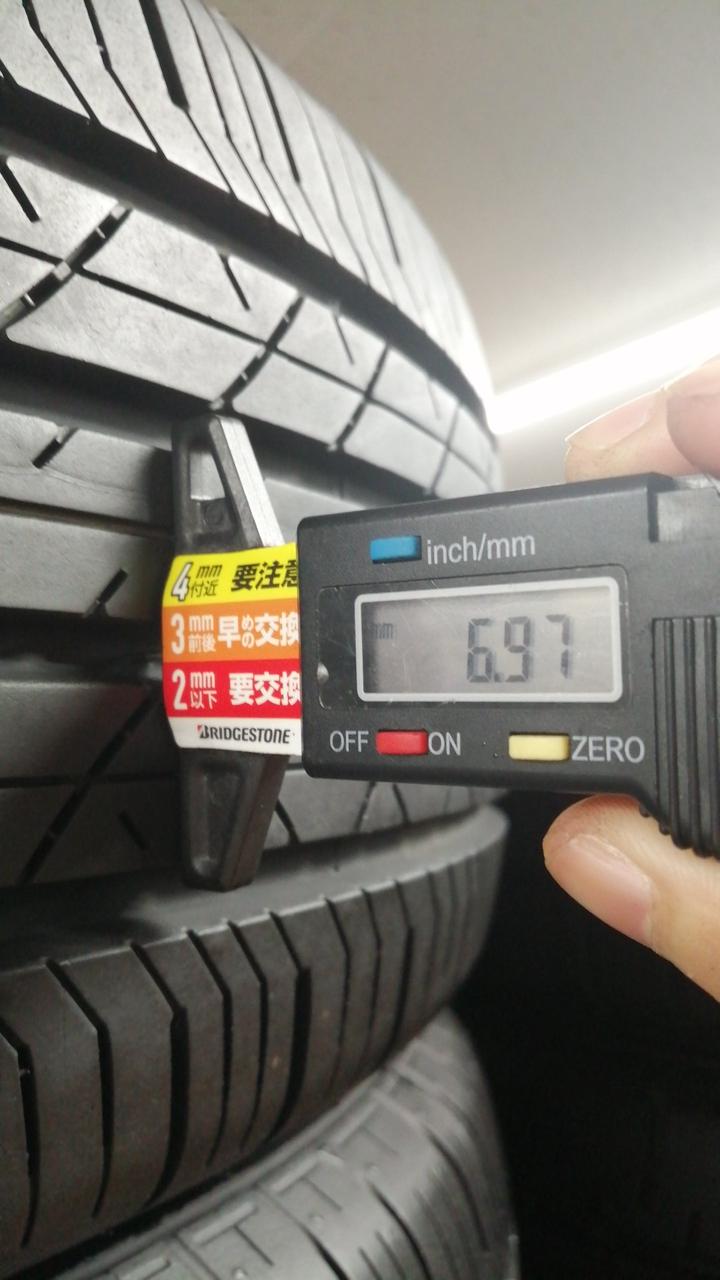 inch/mm
4mm付近 要注意
mm 6.97
3mm前後 早めの交換
2mm以下 要交換
BRIDGESTONE
OFF ON ZERO